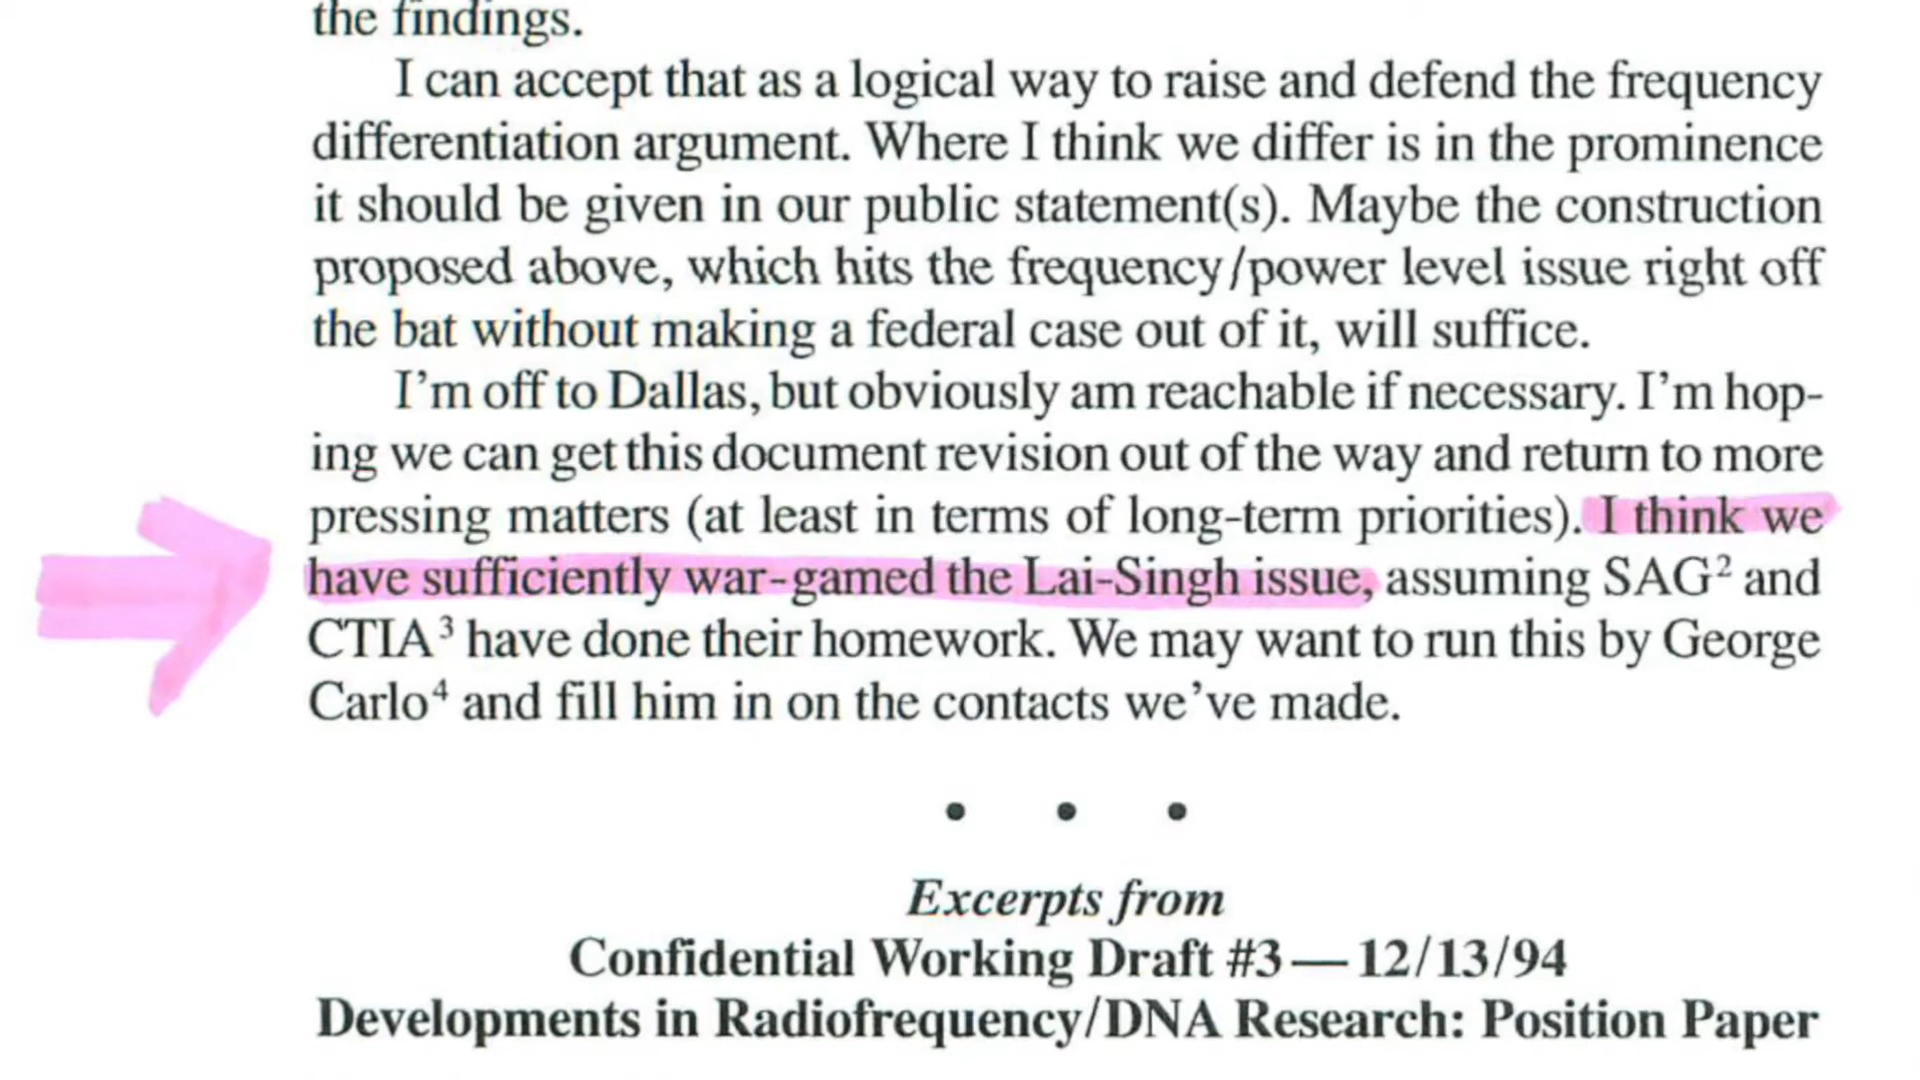 the findings.
I can accept that as a logical way to raise and defend the frequency
differentiation argument. Where I think we differ is in the prominence
it should be given in our public statement(s). Maybe the construction
proposed above, which hits the frequency/power level issue right off
the bat without making a federal case out of it, will suffice.
I'm off to Dallas, but obviously am reachable if necessary. I'm hop-
ing we can get this document revision out of the way and return to more
pressing matters (at least in terms of long-term priorities). I think we
have sufficiently war-gamed the Lai-Singh issue, assuming SAG² and
CTIA³ have done their homework. We may want to run this by George
Carlo⁴ and fill him in on the contacts we've made.
• • •
Excerpts from
Confidential Working Draft #3—12/13/94
Developments in Radiofrequency/DNA Research: Position Paper